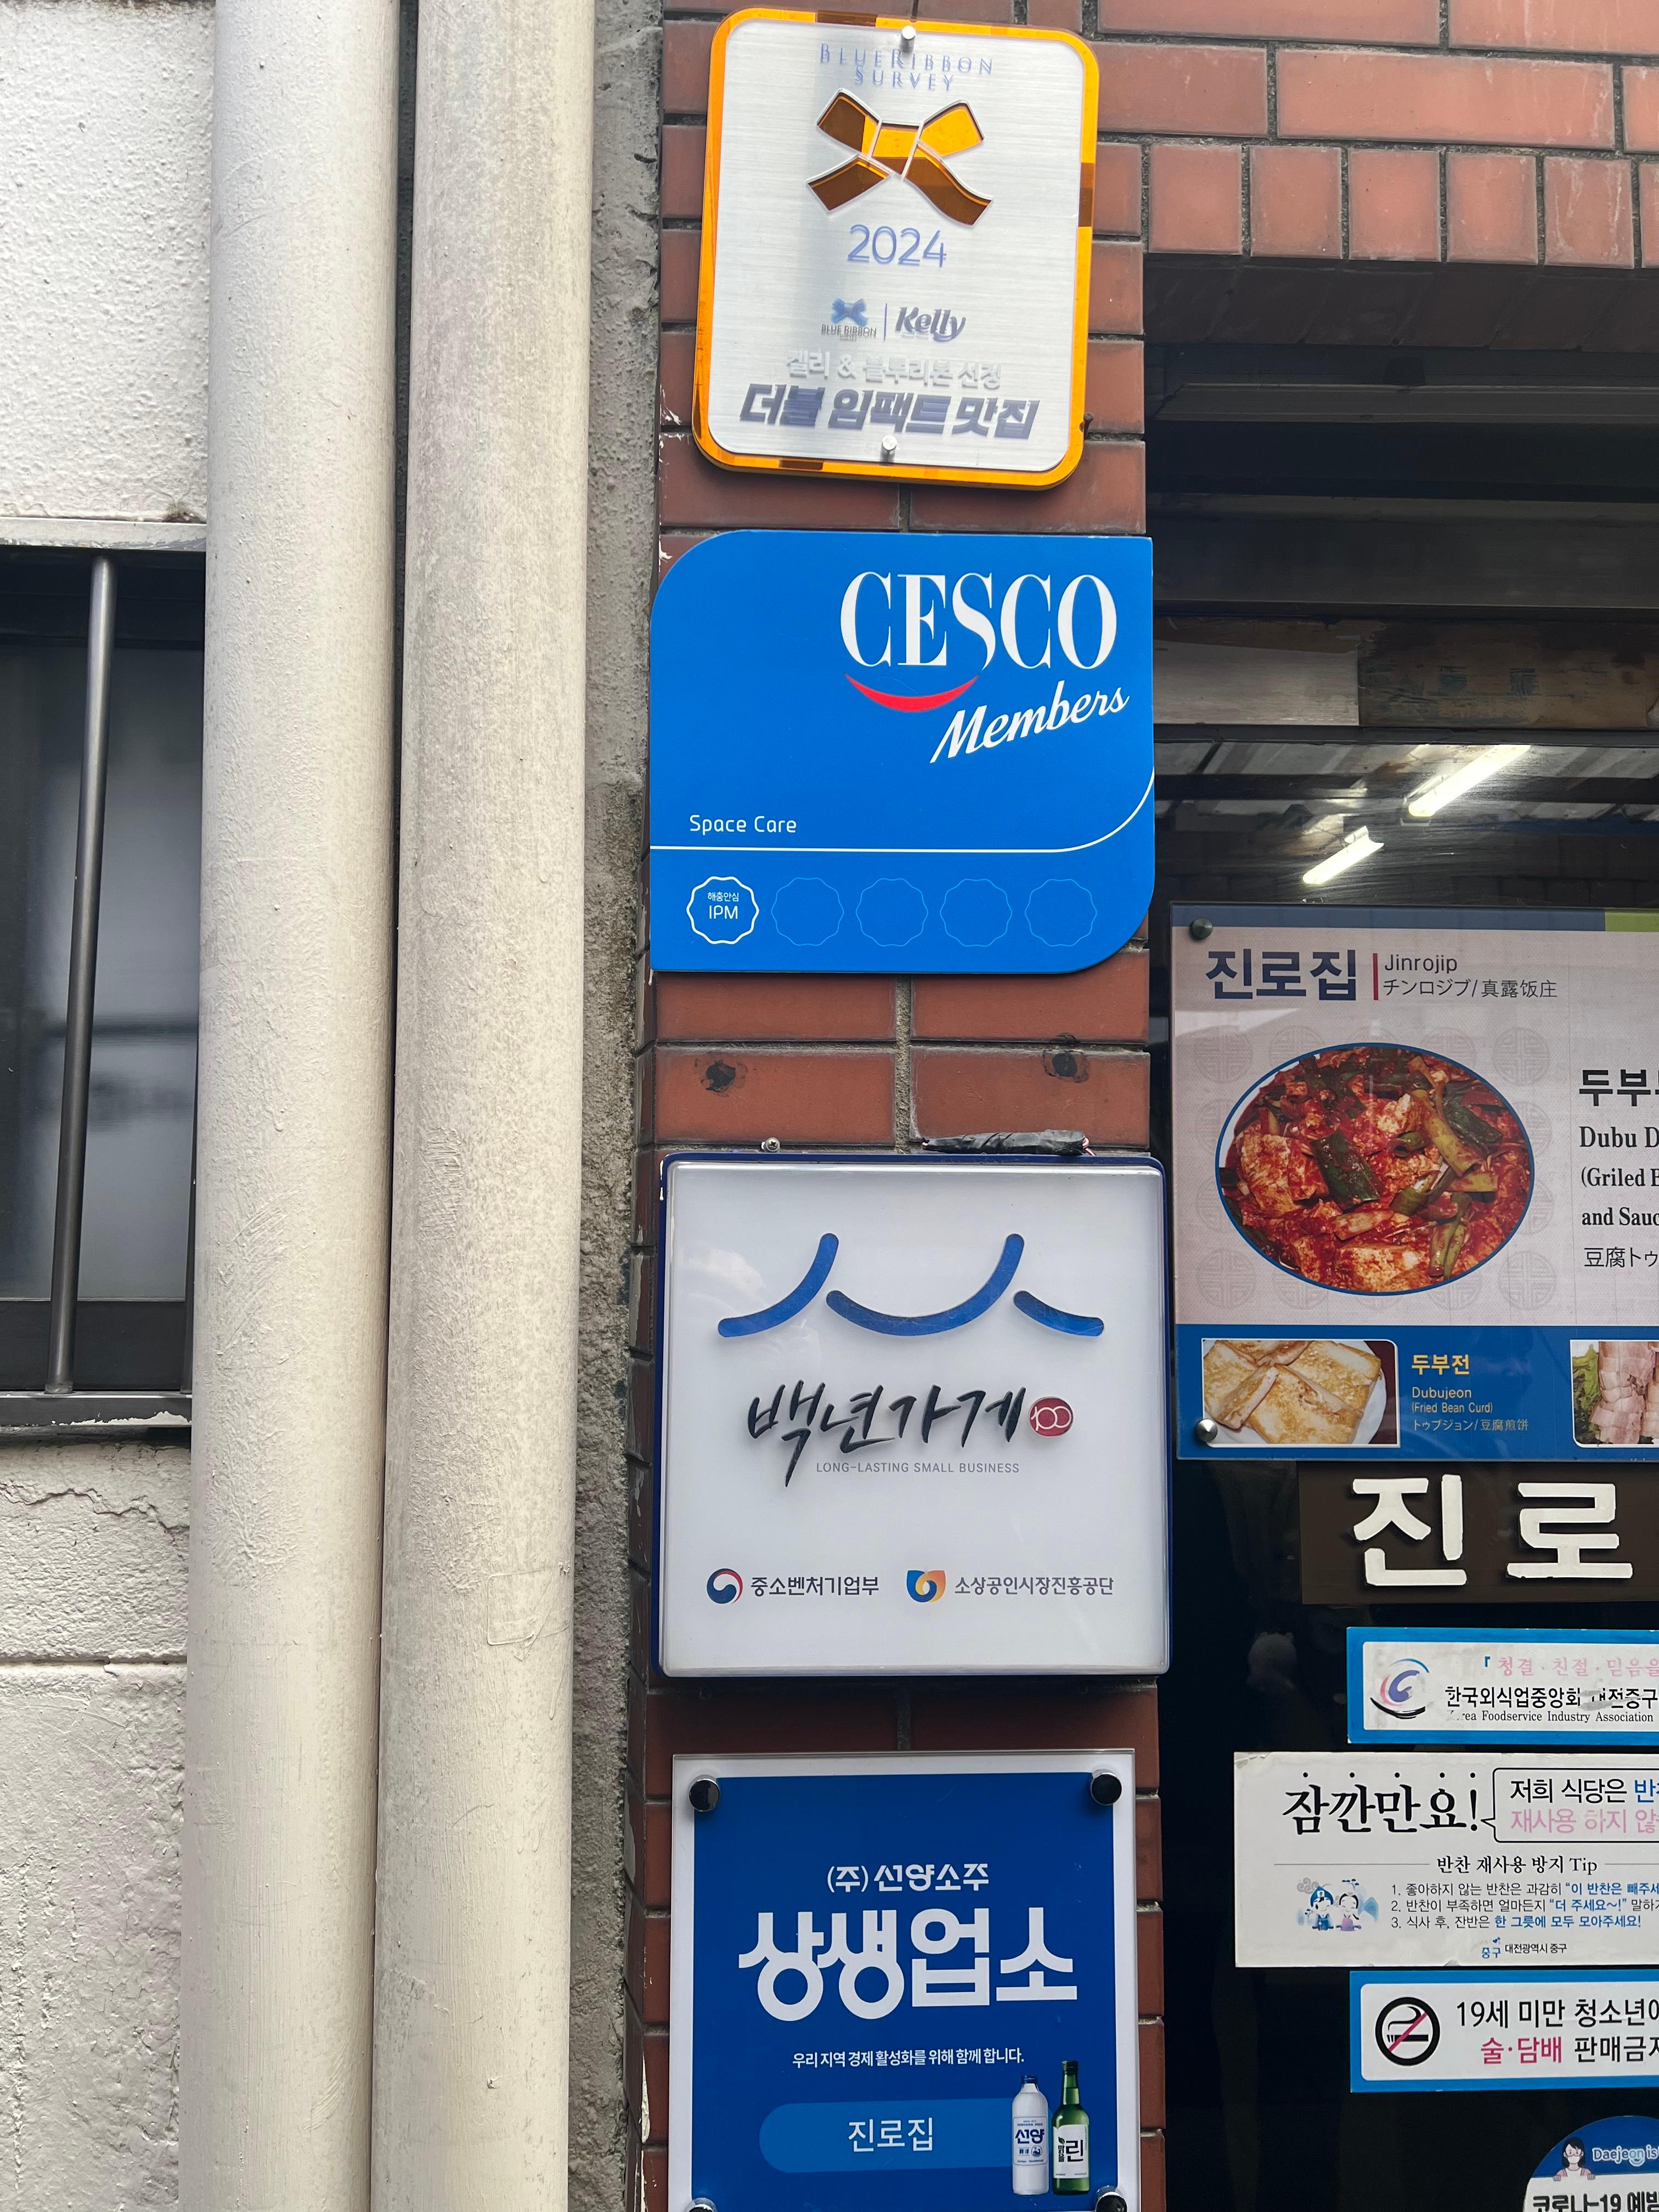 BLUERIBBON
SURVEY
2024
BLUE RIBBON
Kelly
켈리 & 블루리본 선정
더블 임팩트 맛집
CESCO
Members
Space Care
해충안심
IPM
백년가게 100
LONG-LASTING SMALL BUSINESS
중소벤처기업부
소상공인시장진흥공단
(주)선양소주
상생업소
우리 지역 경제 활성화를 위해 함께 합니다.
진로집
선양
린
진로집
Jinrojip
チンロジブ/真露饭庄
두부
Dubu D
(Griled B
and Sauc
豆腐トゥ
두부전
Dubujeon
(Fried Bean Curd)
トゥブジョン/豆腐煎饼
진로
「청결·친절·믿음을
한국외식업중앙회 대전중구
Korea Foodservice Industry Association
잠깐만요!
저희 식당은 반찬
재사용 하지 않
반찬 재사용 방지 Tip
1. 좋아하지 않는 반찬은 과감히 "이 반찬은 빼주세
2. 반찬이 부족하면 얼마든지 "더 주세요~!" 말하기
3. 식사 후, 잔반은 한 그릇에 모두 모아주세요!
중구 대전광역시 중구
19세 미만 청소년에
술·담배 판매금지
Daejeon is
코로나-19 예방